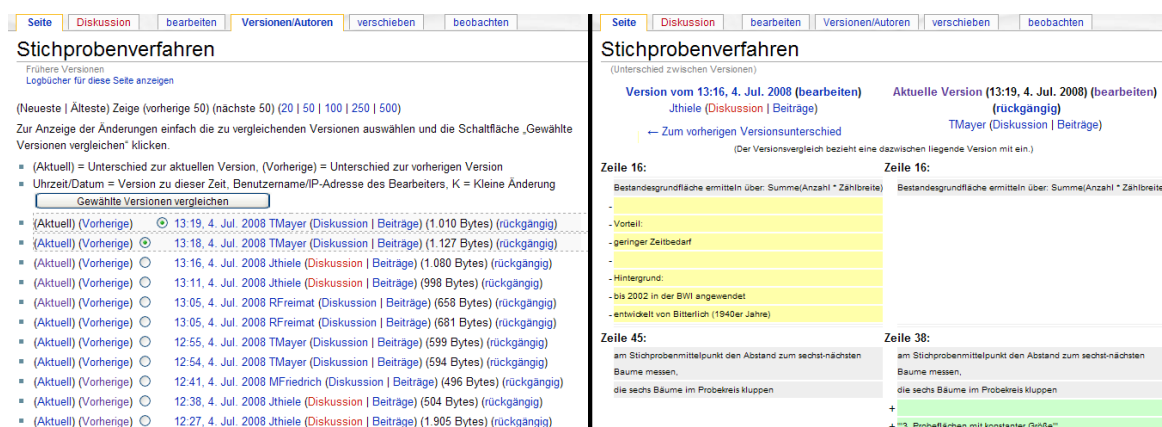 Seite Diskussion bearbeiten Versionen/Autoren verschieben beobachten
Stichprobenverfahren
Frühere Versionen
Logbücher für diese Seite anzeigen
(Neueste | Älteste) Zeige (vorherige 50) (nächste 50) (20 | 50 | 100 | 250 | 500)
Zur Anzeige der Änderungen einfach die zu vergleichenden Versionen auswählen und die Schaltfläche „Gewählte
Versionen vergleichen“ klicken.
(Aktuell) = Unterschied zur aktuellen Version, (Vorherige) = Unterschied zur vorherigen Version
Uhrzeit/Datum = Version zu dieser Zeit, Benutzername/IP-Adresse des Bearbeiters, K = Kleine Änderung
Gewählte Versionen vergleichen
(Aktuell) (Vorherige) 13:19, 4. Jul. 2008 TMayer (Diskussion | Beiträge) (1.010 Bytes) (rückgängig)
(Aktuell) (Vorherige) 13:18, 4. Jul. 2008 TMayer (Diskussion | Beiträge) (1.127 Bytes) (rückgängig)
(Aktuell) (Vorherige) 13:16, 4. Jul. 2008 Jthiele (Diskussion | Beiträge) (1.080 Bytes) (rückgängig)
(Aktuell) (Vorherige) 13:11, 4. Jul. 2008 Jthiele (Diskussion | Beiträge) (998 Bytes) (rückgängig)
(Aktuell) (Vorherige) 13:05, 4. Jul. 2008 RFreimat (Diskussion | Beiträge) (658 Bytes) (rückgängig)
(Aktuell) (Vorherige) 13:05, 4. Jul. 2008 RFreimat (Diskussion | Beiträge) (681 Bytes) (rückgängig)
(Aktuell) (Vorherige) 12:55, 4. Jul. 2008 TMayer (Diskussion | Beiträge) (599 Bytes) (rückgängig)
(Aktuell) (Vorherige) 12:54, 4. Jul. 2008 TMayer (Diskussion | Beiträge) (594 Bytes) (rückgängig)
(Aktuell) (Vorherige) 12:41, 4. Jul. 2008 MFriedrich (Diskussion | Beiträge) (496 Bytes) (rückgängig)
(Aktuell) (Vorherige) 12:38, 4. Jul. 2008 Jthiele (Diskussion | Beiträge) (504 Bytes) (rückgängig)
(Aktuell) (Vorherige) 12:27, 4. Jul. 2008 Jthiele (Diskussion | Beiträge) (1.905 Bytes) (rückgängig)
Seite Diskussion bearbeiten Versionen/Autoren verschieben beobachten
Stichprobenverfahren
(Unterschied zwischen Versionen)
Version vom 13:16, 4. Jul. 2008 (bearbeiten)
Jthiele (Diskussion | Beiträge)
← Zum vorherigen Versionsunterschied
Aktuelle Version (13:19, 4. Jul. 2008) (bearbeiten)
(rückgängig)
TMayer (Diskussion | Beiträge)
(Der Versionsvergleich bezieht eine dazwischen liegende Version mit ein.)
Zeile 16: Zeile 16:
Bestandesgrundfläche ermitteln über: Summe(Anzahl * Zählbreite) Bestandesgrundfläche ermitteln über: Summe(Anzahl * Zählbreite
-
- Vorteil:
- geringer Zeitbedarf
-
- Hintergrund:
- bis 2002 in der BWI angewendet
- entwickelt von Bitterlich (1940er Jahre)
Zeile 45: Zeile 38:
am Stichprobenmittelpunkt den Abstand zum sechst-nächsten am Stichprobenmittelpunkt den Abstand zum sechst-nächsten
Baume messen, Baume messen,
die sechs Bäume im Probekreis kluppen die sechs Bäume im Probekreis kluppen
+
+ '''3. Probeflächen mit konstanter Größe'''